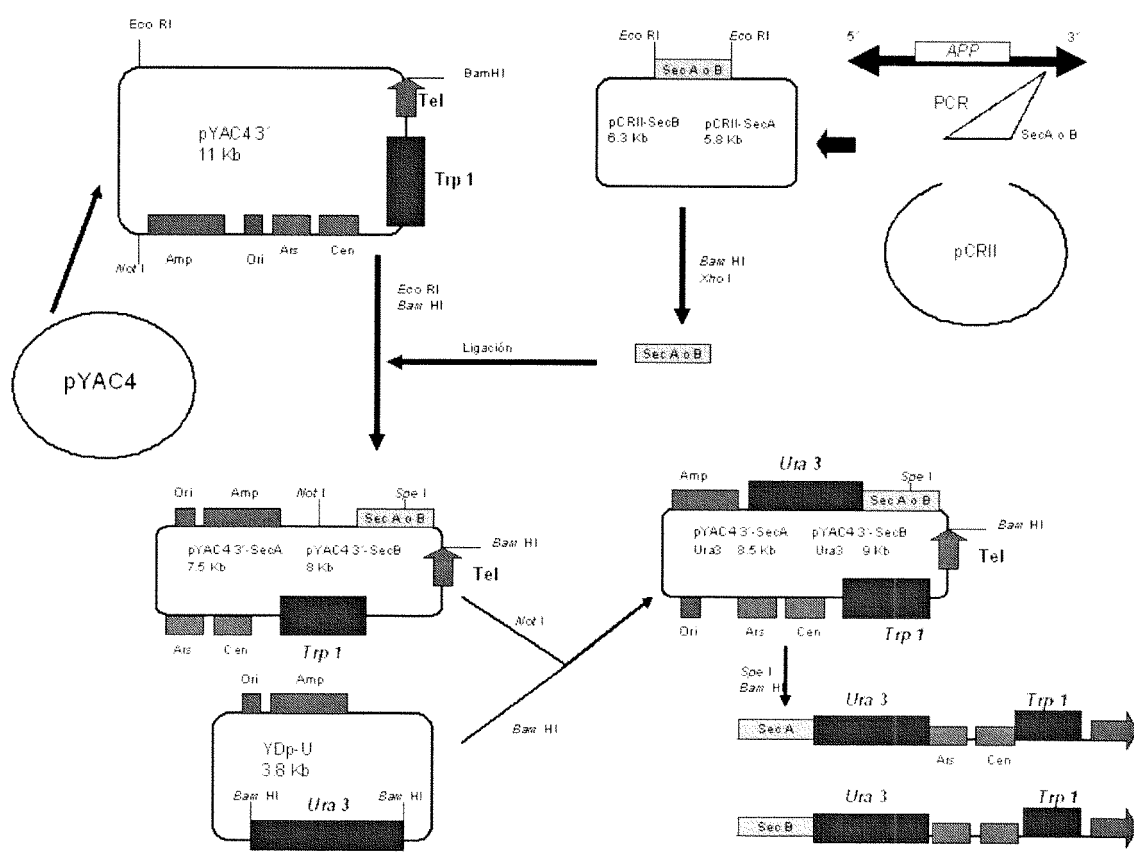 Eco RI
BamHI
Tel
pYAC4 3´
11 Kb
Trp 1
Not I
Amp
Ori
Ars
Cen
pYAC4
Eco RI
Bam HI
Eco RI
Eco RI
Sec A o B
pCRII-SecB
6.3 Kb
pCRII-SecA
5.8 Kb
5´
3´
APP
PCR
SecA o B
pCRII
Bam HI
Xho I
Ligación
Sec A o B
Ori
Amp
Not I
Spe I
Sec A o B
Bam HI
pYAC4 3´-SecA
7.5 Kb
pYAC4 3´-SecB
8 Kb
Tel
Ars
Cen
Trp 1
Not I
Ori
Amp
YDp-U
3.8 Kb
Bam HI
Ura 3
Bam HI
Bam HI
Ura 3
Amp
Spe I
Sec A o B
Bam HI
pYAC4 3´-SecA
Ura3 8.5 Kb
pYAC4 3´-SecB
Ura3 9 Kb
Tel
Ori
Ars
Cen
Trp 1
Spe I
Bam HI
Ura 3
Trp 1
Sec A
Ars
Cen
Ura 3
Trp 1
Sec B